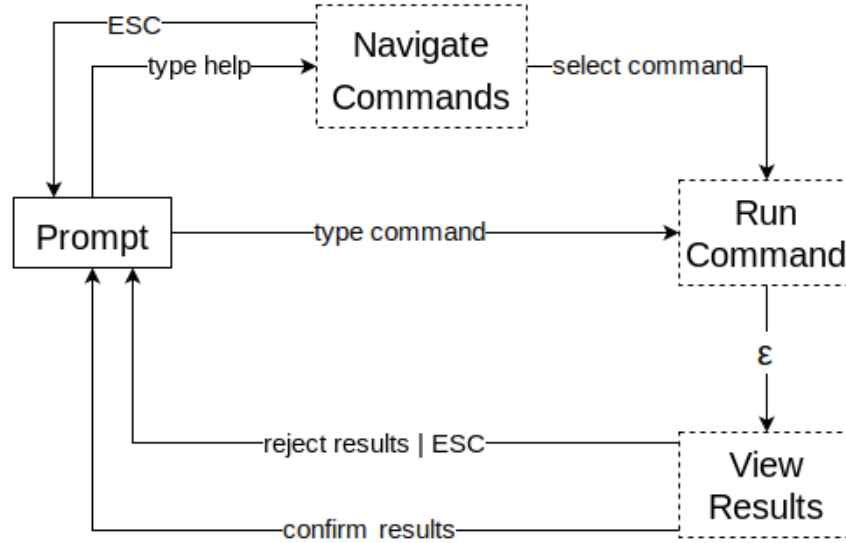 ESC
Navigate
Commands
type help
select command
Prompt
type command
Run
Command
ε
reject results | ESC
View
Results
confirm results